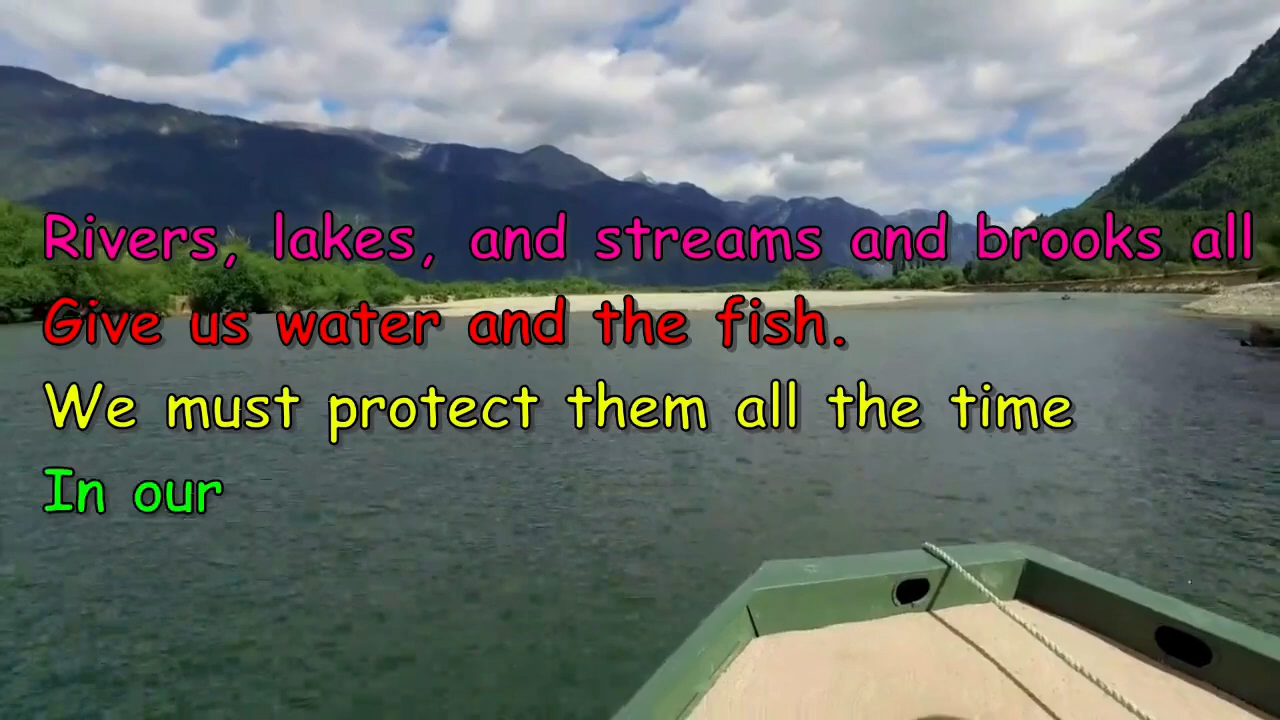 Rivers, lakes, and streams and brooks all
Give us water and the fish.
We must protect them all the time
In our